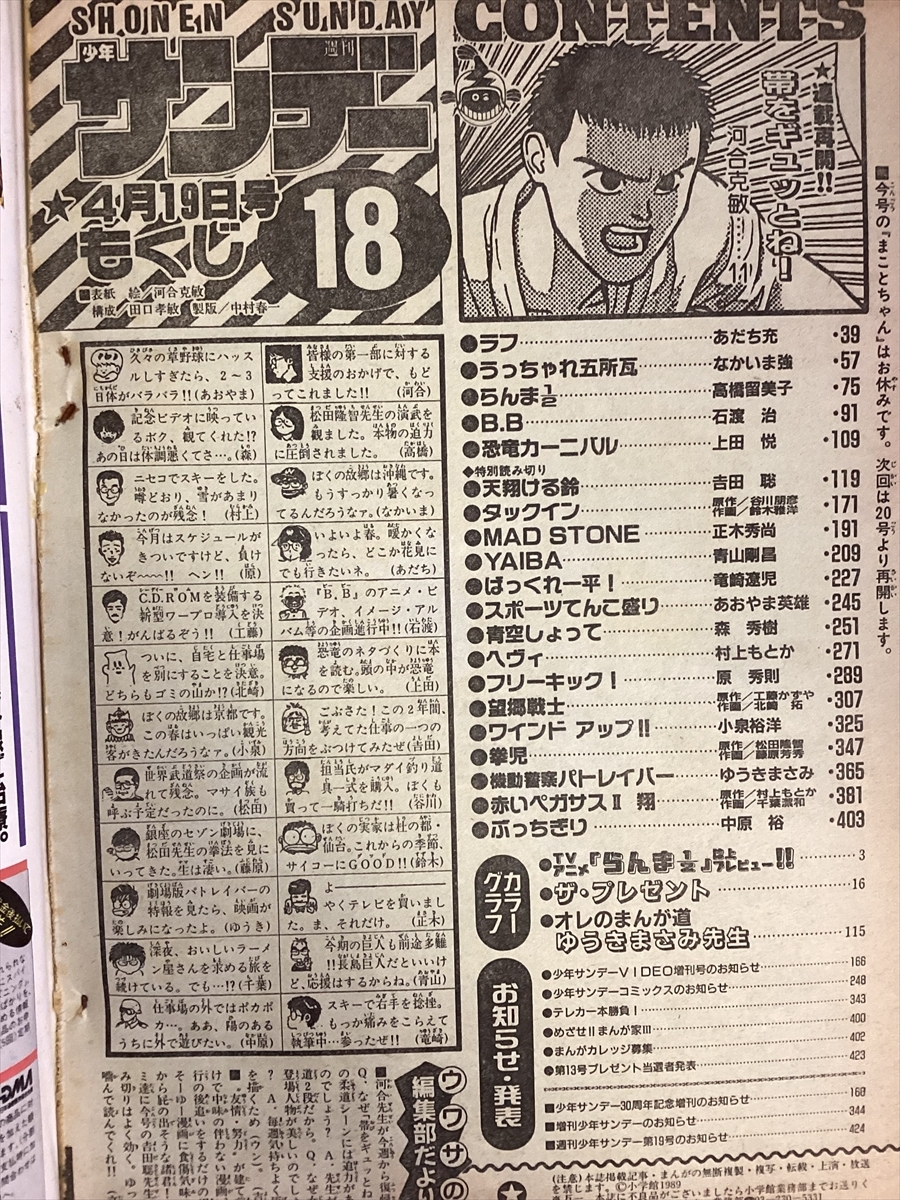 SHONEN SUNDAY
少年
週刊
サンデー
★4月19日号
もくじ
18
■表紙 絵/河合克敏
構成/田口孝敏 製版/中村春一
CONTENTS
★連載再開!!
帯をギュッとね!
河合克敏……11
■今号の『まことちゃん』はお休みです。次回は20号より再開します。
●ラフ……あだち充・39
●うっちゃれ五所瓦……なかいま強・57
●らんま½……高橋留美子・75
●B.B……石渡 治・91
●恐竜カーニバル……上田 悦・109
◆特別読み切り
●天翔ける鈴……吉田 聡・119
●タックイン……原作/谷川朋彦 作画/鈴木雅洋・171
●MAD STONE……正木秀尚・191
●YAIBA……青山剛昌・209
●ばっくれ一平!……竜崎遼児・227
●スポーツてんこ盛り……あおやま英雄・245
●青空しょって……森 秀樹・251
●ヘヴィ……村上もとか・271
●フリーキック!……原 秀則・289
●望郷戦士……原作/工藤かずや 作画/北崎 拓・307
●ワインド アップ!!……小泉裕洋・325
●拳児……原作/松田隆智 作画/藤原芳秀・347
●機動警察パトレイバー……ゆうきまさみ・365
●赤いペガサスⅡ 翔……原作/村上もとか 作画/千葉潔和・381
●ぶっちぎり……中原 裕・403
カラーグラフ
●TVアニメ『らんま½』誌上プレビュー!!……3
●ザ・プレゼント……16
●オレのまんが道
ゆうきまさみ先生……115
お知らせ・発表
●少年サンデーVIDEO増刊号のお知らせ……166
●少年サンデーコミックスのお知らせ……248
●テレカ一本勝負!……343
●めざせ!!まんが家Ⅲ……400
●まんがカレッジ募集……402
●第13号プレゼント当選者発表……423
■少年サンデー30周年記念増刊のお知らせ……168
■増刊少年サンデーのお知らせ……344
■週刊少年サンデー第19号のお知らせ……424
(注意)本誌掲載記事・まんがの無断複製・複写・転載・上演・放送
を禁じます。©小学館1989
皆様の第一部に対する
支援のおかげで、もど
ってこれました!! (河合)
久々の草野球にハッス
ルしすぎたら、2〜3
日体がバラバラ!!(あおやま)
松田隆智先生の演武を
観ました。本物の迫力
に圧倒されました。(高橋)
記念ビデオに映ってい
るボク、観てくれた!?
あの日は体調悪くてさ…。(森)
ぼくの故郷は沖縄です。
もうすっかり暑くなっ
てるんだろうなァ。(なかいま)
ニセコでスキーをした。
噂どおり、雪があまり
なかったのが残念! (村上)
いよいよ春。暖かくな
ったら、どこか花見に
でも行きたいネ。(あだち)
今月はスケジュールが
きついですけど、負け
ないぞ〜〜!! ヘン!! (原)
『B.B』のアニメ・ビ
デオ、イメージ・アル
バム等の企画進行中!!(石渡)
C.D.ROMを装備する
新型ワープロ導入を決
意!がんばるぞう!! (工藤)
恐竜のネタづくりに本
を読む。頭の中が恐竜
になるので楽しい。(上田)
ついに、自宅と仕事場
を別にすることを決意。
どちらもゴミの山か!?(北崎)
ごぶさた!この2年間、
考えてた仕事の一つの
方向をぶつけてみたぜ(吉田)
ぼくの故郷は京都です。
この春はいっぱい観光
客がきたんだろうなァ。(小泉)
担当氏がマダイ釣り道
具一式を購入。ぼくも
買って一騎打ちだ!! (谷川)
世界武道祭の企画が流
れて残念。マサイ族も
呼ぶ予定だったのに。(松田)
ぼくの実家は杜の都・
仙台。これからの季節、
サイコーにGOOD!!(鈴木)
銀座のセゾン劇場に、
松田先生の拳法を見に
いってきた。生は凄い。(藤原)
よ――――
やくテレビを買いまし
た。ま、それだけ。 (正木)
劇場版パトレイバーの
特報を見たら、映画が
楽しみになったよ。(ゆうき)
今期の巨人も前途多難
!!長島巨人だといいけ
ど、応援はするからね。(青山)
深夜、おいしいラーメ
ン屋さんを求める旅を
続けている。でも…!?(千葉)
スキーで右手を捻挫。
もっか痛みをこらえて
執筆中…参ったぜ!! (竜崎)
仕事場の外ではポカポ
カ…。ああ、陽のある
うちに外で遊びたい。(中原)
ウワサの
編集部だよ